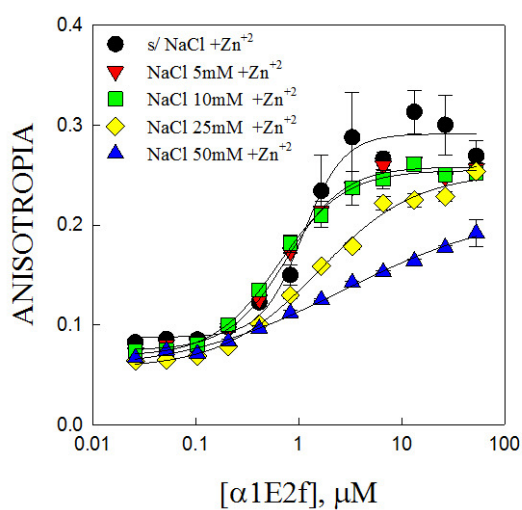 0.4
s/ NaCl +Zn⁺²
NaCl 5mM +Zn⁺²
NaCl 10mM +Zn⁺²
NaCl 25mM +Zn⁺²
NaCl 50mM +Zn⁺²
0.3
0.2
0.1
0.0
ANISOTROPIA
0.01 0.1 1 10 100
[α1E2f], μM